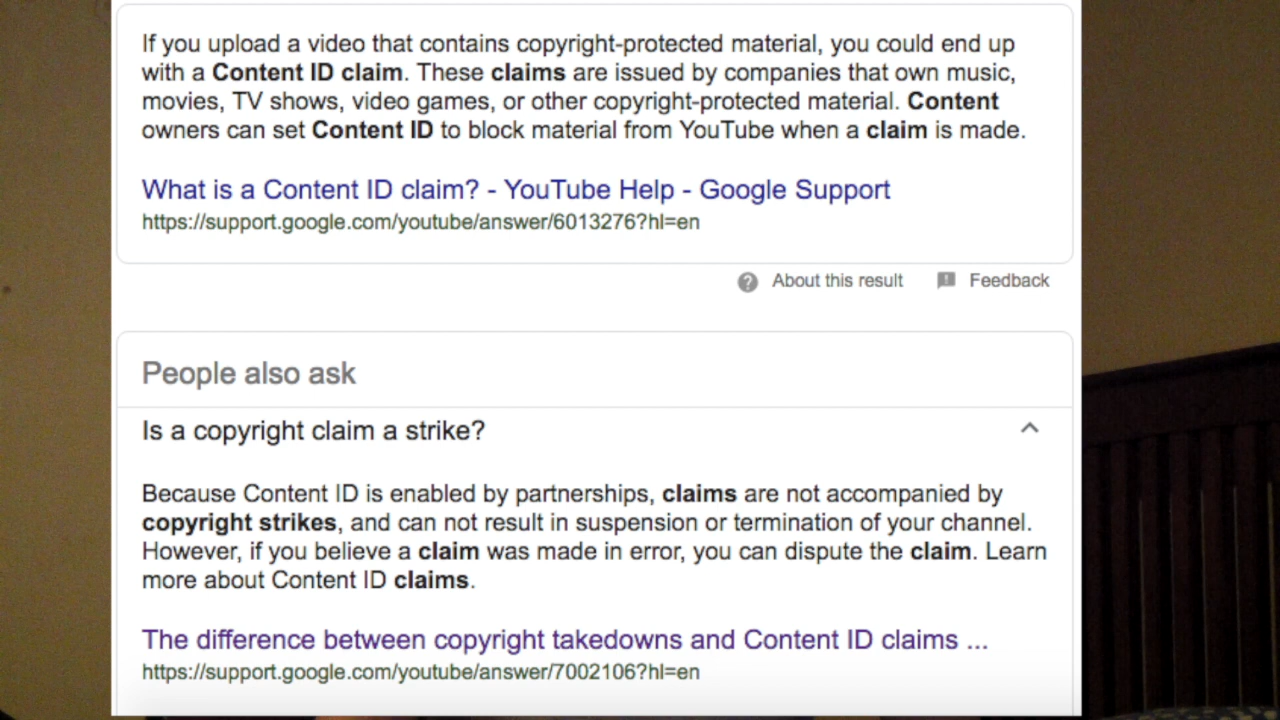 If you upload a video that contains copyright-protected material, you could end up
with a Content ID claim. These claims are issued by companies that own music,
movies, TV shows, video games, or other copyright-protected material. Content
owners can set Content ID to block material from YouTube when a claim is made.
What is a Content ID claim? - YouTube Help - Google Support
https://support.google.com/youtube/answer/6013276?hl=en
About this result Feedback
People also ask
Is a copyright claim a strike?
Because Content ID is enabled by partnerships, claims are not accompanied by
copyright strikes, and can not result in suspension or termination of your channel.
However, if you believe a claim was made in error, you can dispute the claim. Learn
more about Content ID claims.
The difference between copyright takedowns and Content ID claims ...
https://support.google.com/youtube/answer/7002106?hl=en